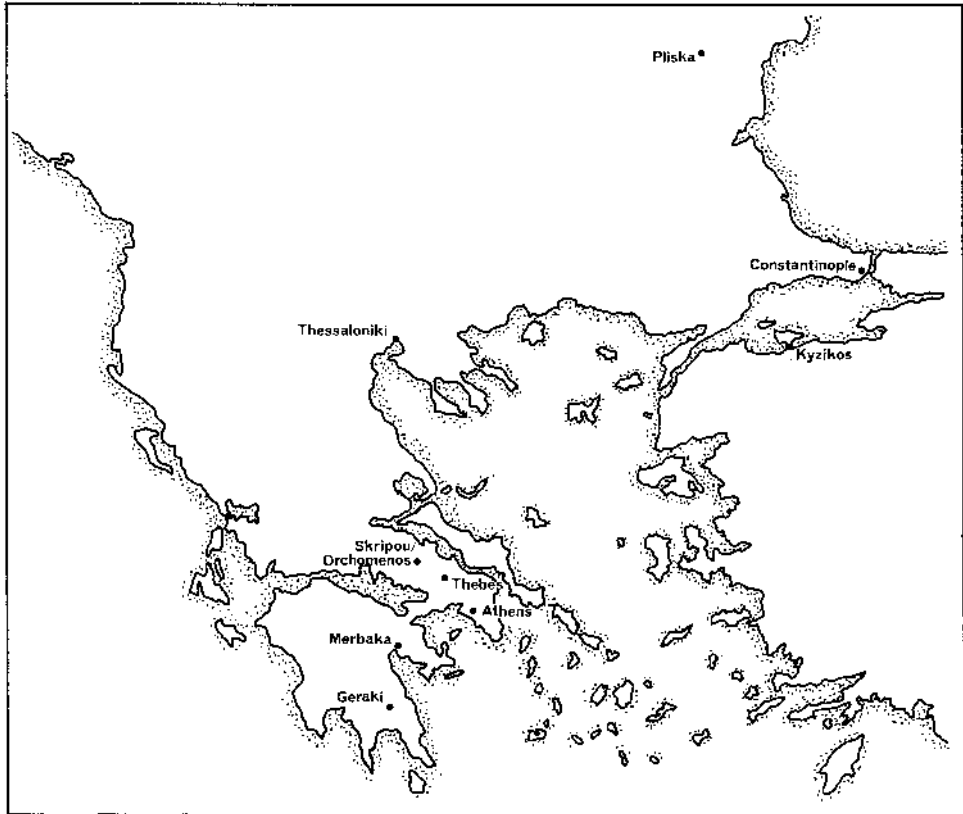 Pliska
Constantinople
Thessaloniki
Kyzikos
Skripou/
Orchomenos
Thebes
Athens
Merbaka
Geraki